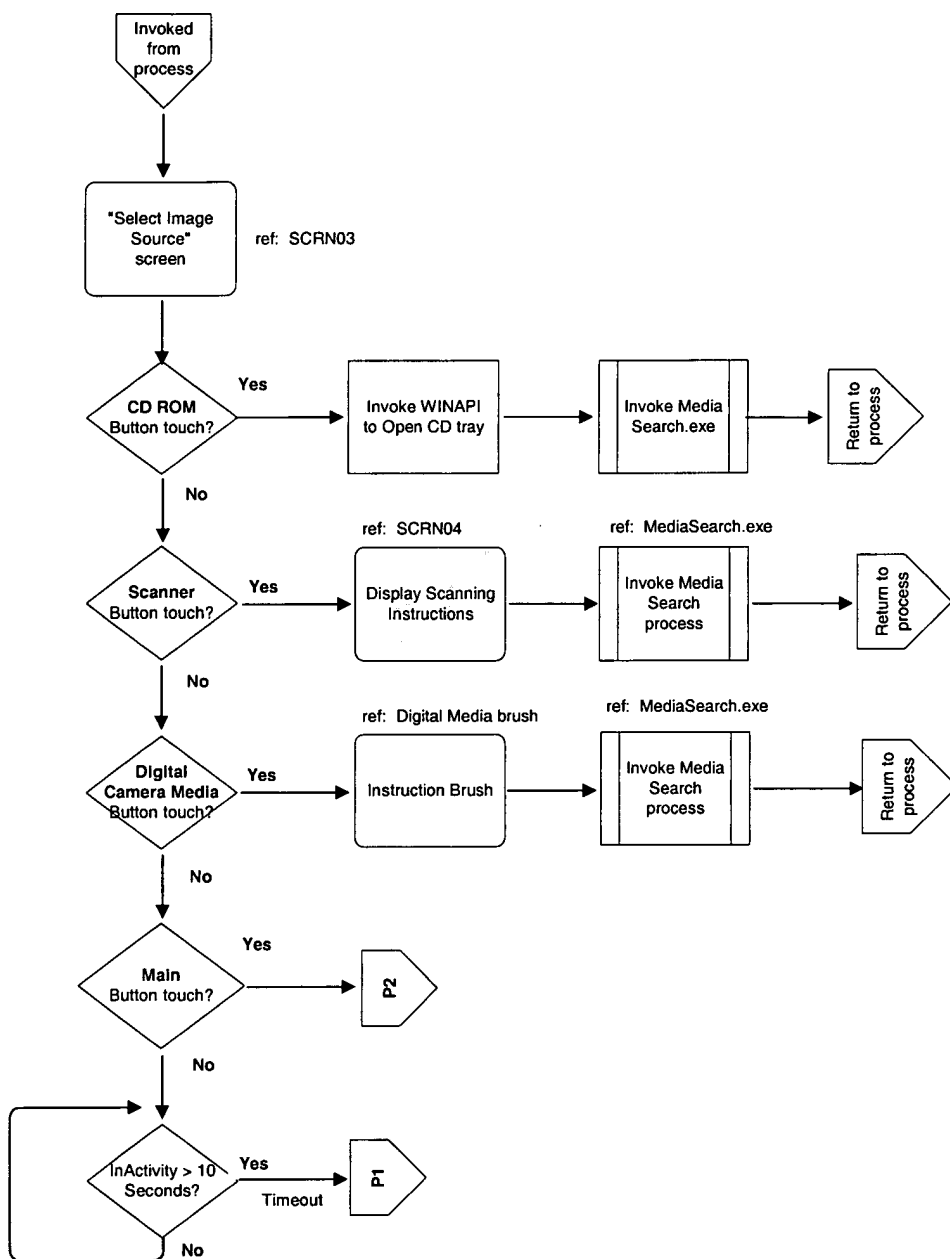 Invoked
from
process
"Select Image
Source"
screen
ref: SCRN03
CD ROM
Button touch?
Yes
Invoke WINAPI
to Open CD tray
Invoke Media
Search.exe
Return to
process
No
ref: SCRN04
ref: MediaSearch.exe
Scanner
Button touch?
Yes
Display Scanning
Instructions
Invoke Media
Search
process
Return to
process
No
ref: Digital Media brush
ref: MediaSearch.exe
Digital
Camera Media
Button touch?
Yes
Instruction Brush
Invoke Media
Search
process
Return to
process
No
Main
Button touch?
Yes
P2
No
InActivity > 10
Seconds?
Yes
Timeout
P1
No